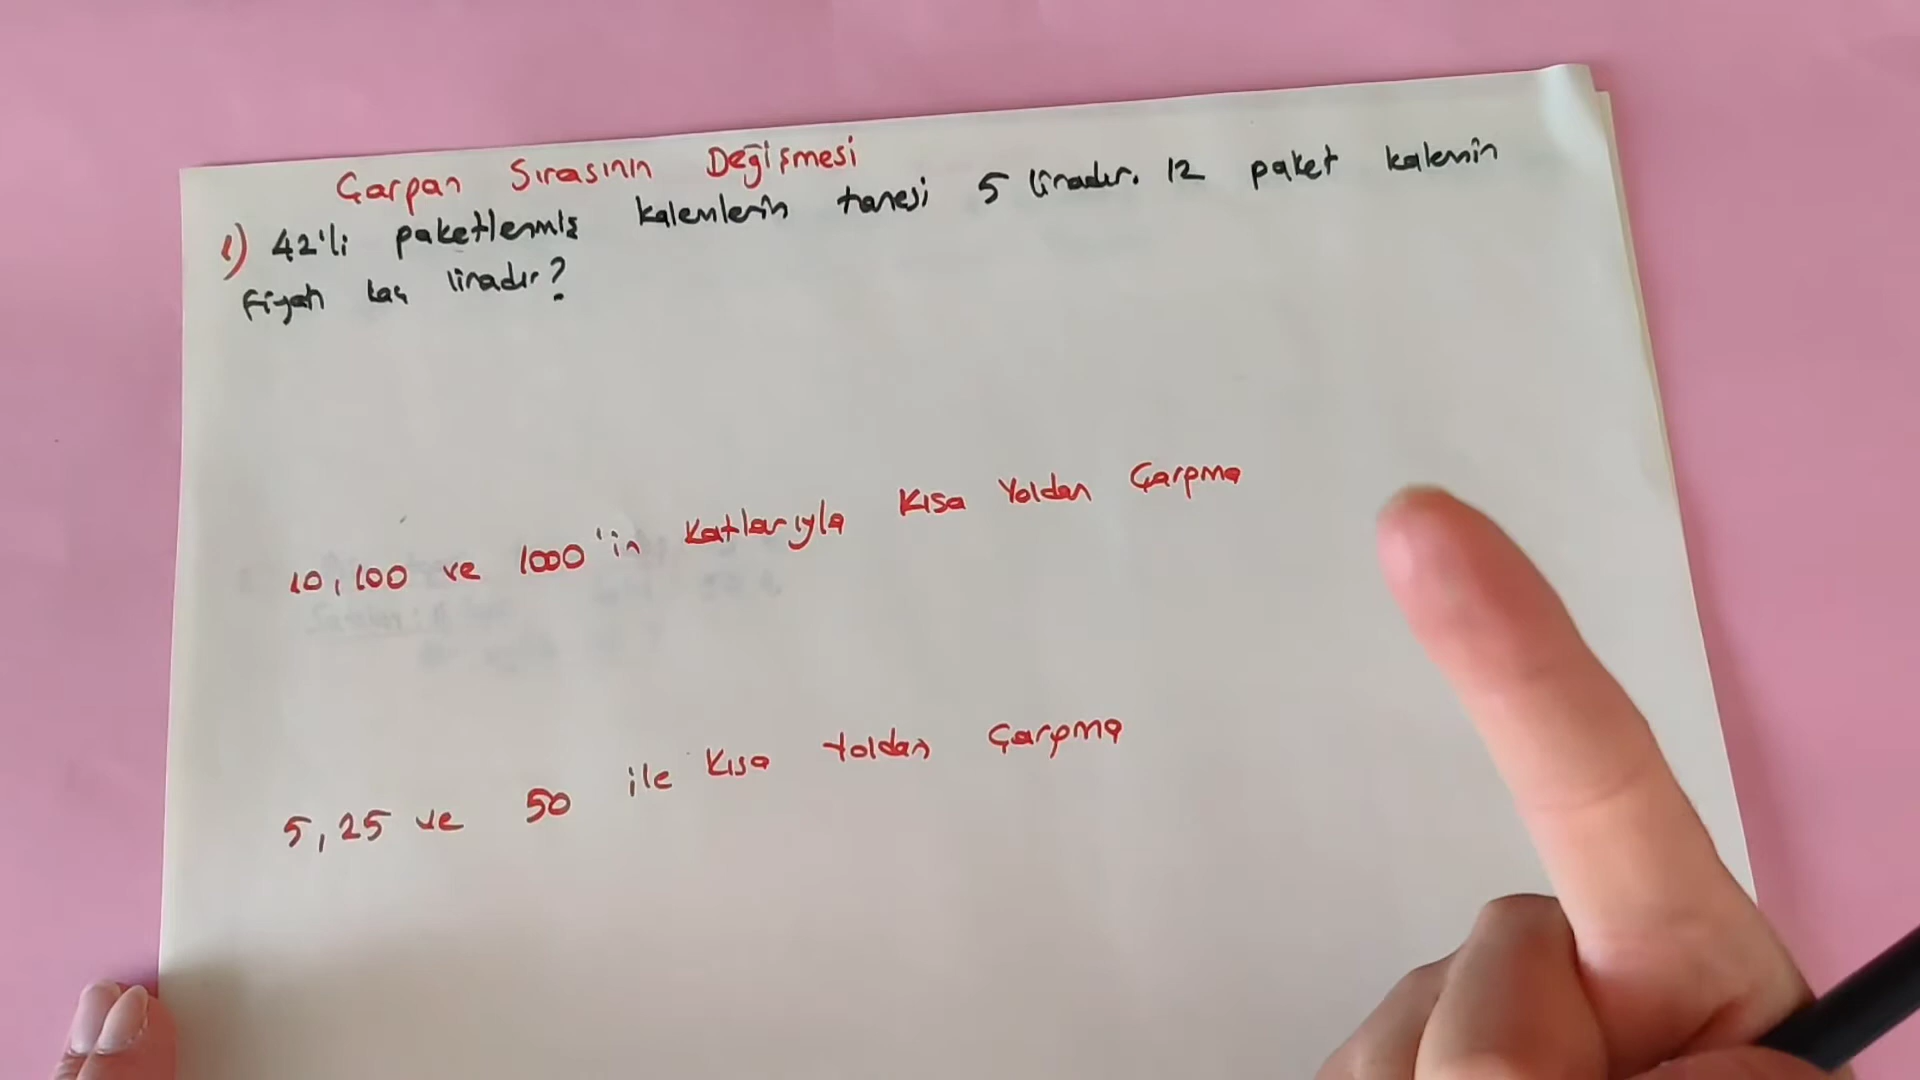 Çarpan Sırasının Değişmesi
1) 42'li paketlenmiş kalemlerin tanesi 5 liradır. 12 paket kalemin
fiyatı kaç liradır?
10, 100 ve 1000'in Katlarıyla Kısa Yoldan Çarpma
5, 25 ve 50 ile Kısa Yoldan Çarpma